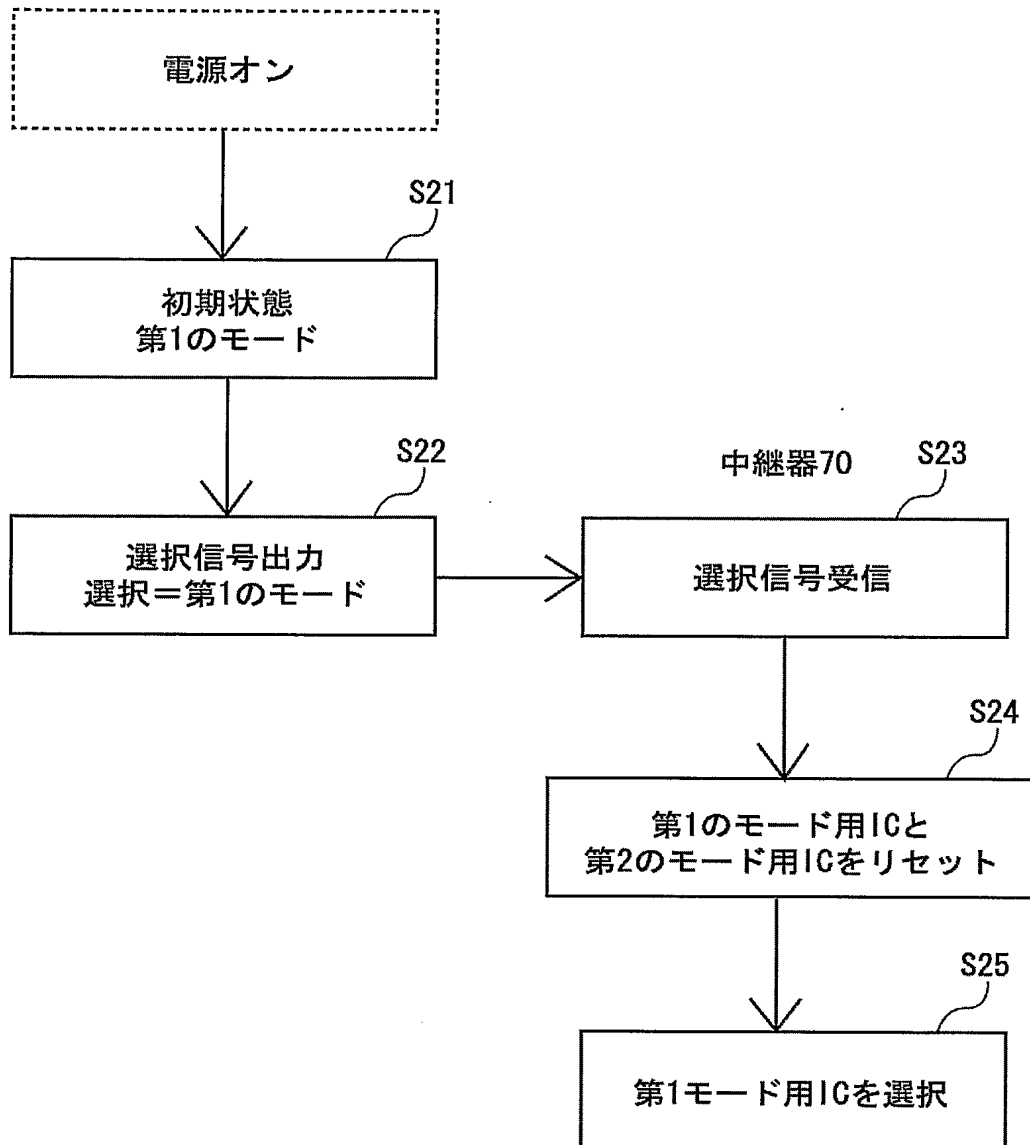 電源オン
S21
初期状態
第1のモード
S22
選択信号出力
選択＝第1のモード
中継器70
S23
選択信号受信
S24
第1のモード用ICと
第2のモード用ICをリセット
S25
第1モード用ICを選択